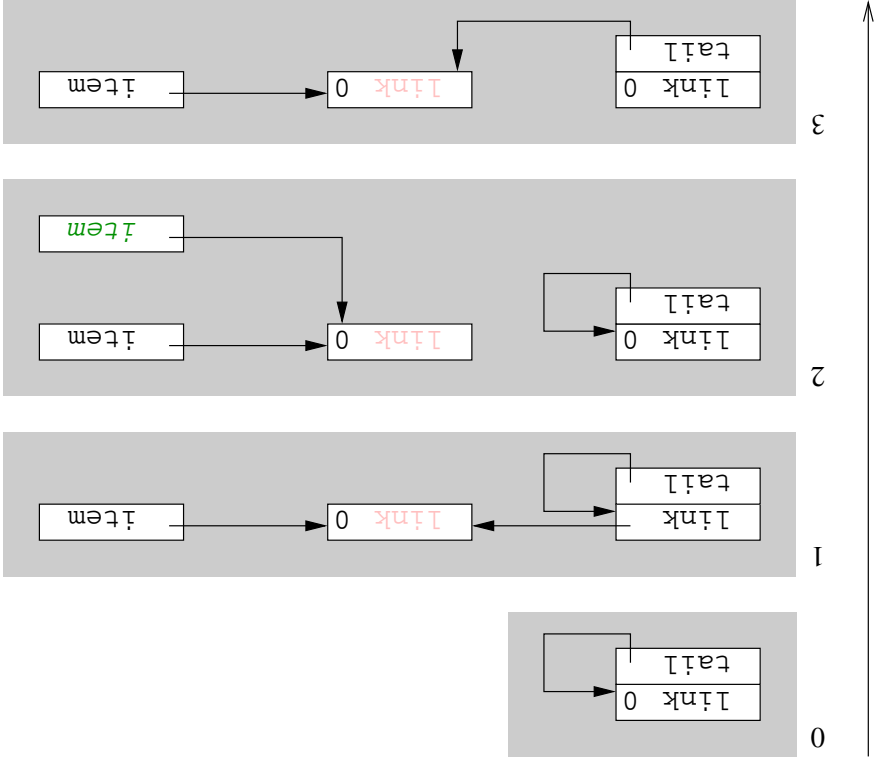 0
link 0
tail
1
link link 0 item
tail
2
link 0 link 0 item
tail
item
3
link 0 link 0 item
tail